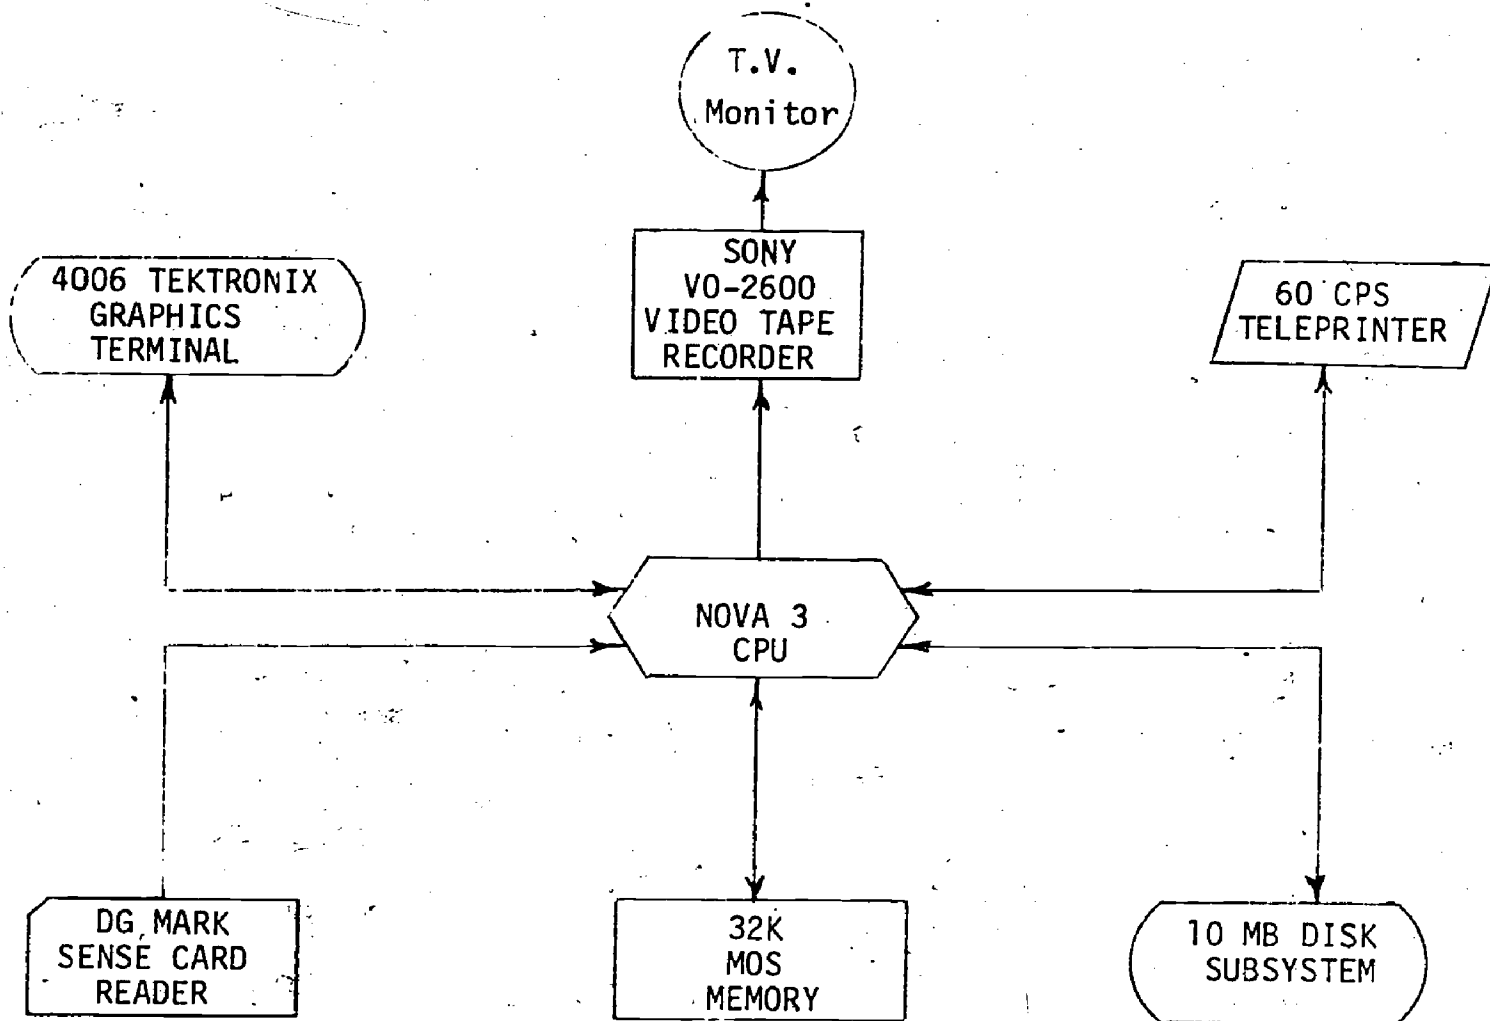 T.V.
Monitor
4006 TEKTRONIX
GRAPHICS
TERMINAL
SONY
VO-2600
VIDEO TAPE
RECORDER
60 CPS
TELEPRINTER
NOVA 3
CPU
DG MARK
SENSE CARD
READER
32K
MOS
MEMORY
10 MB DISK
SUBSYSTEM